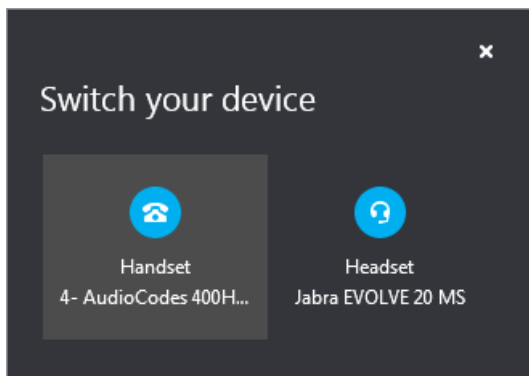 Switch your device
Handset
4- AudioCodes 400H...
Headset
Jabra EVOLVE 20 MS